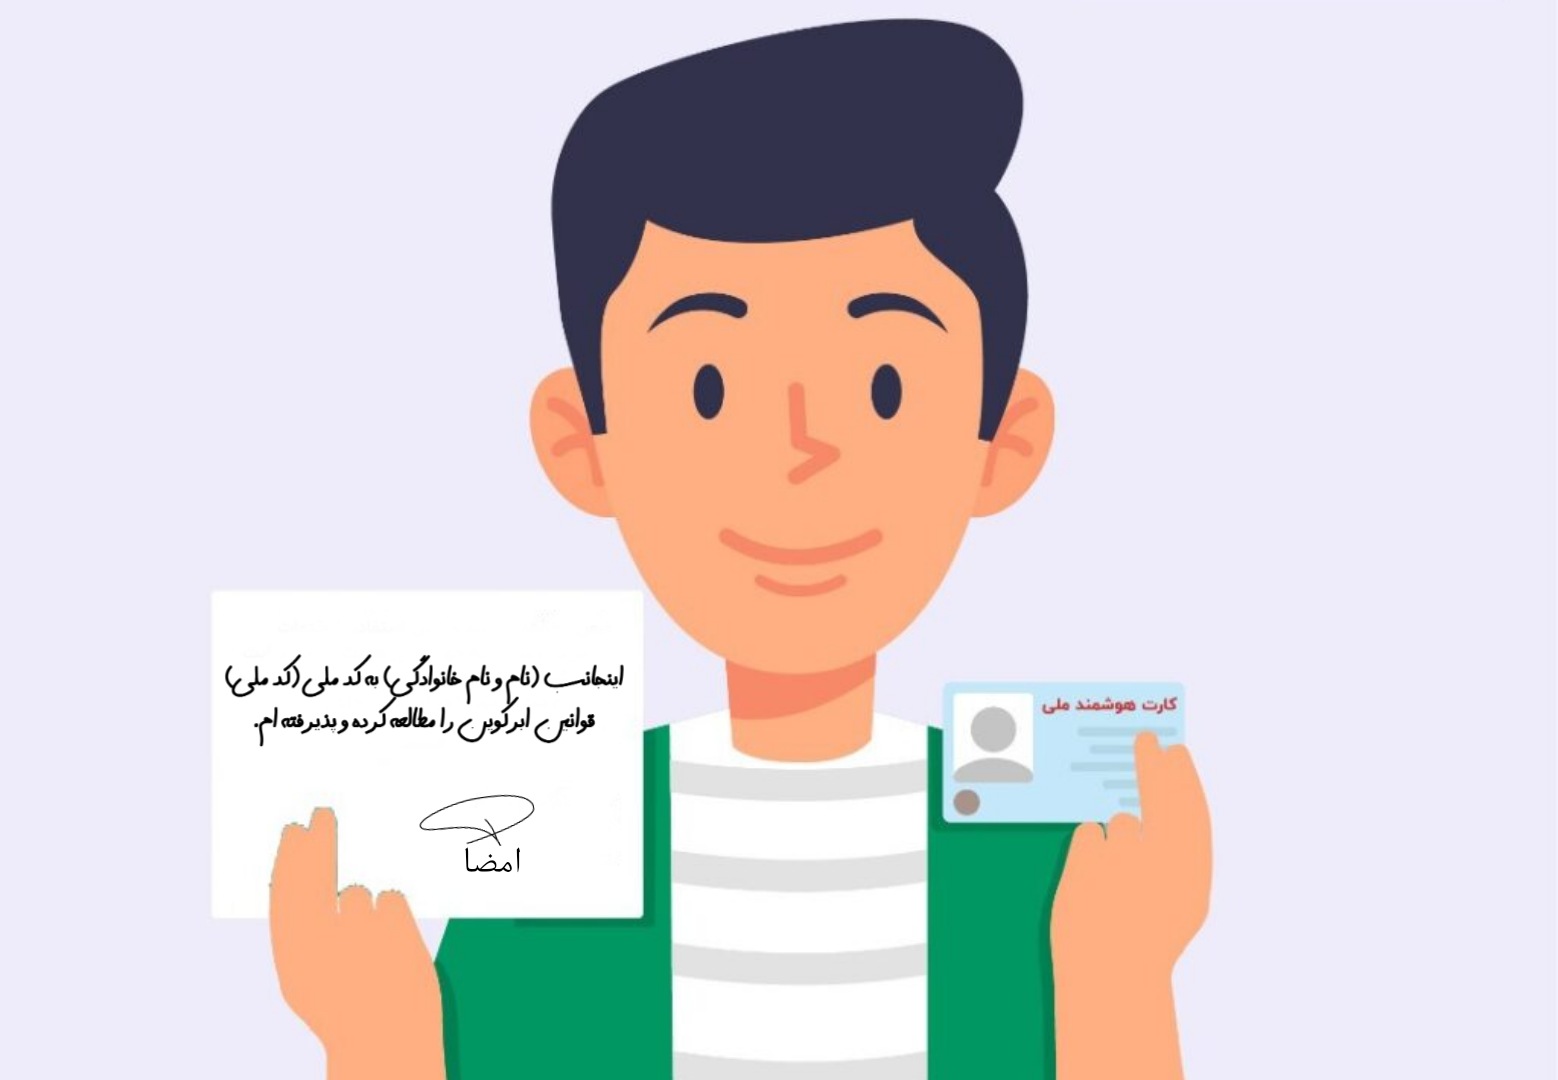 اینجانب (نام و نام خانوادگی) به کد ملی (کد ملی)
قوانین ابرکوین را مطالعه کرده و پذیرفته ام.
امضا
کارت هوشمند ملی